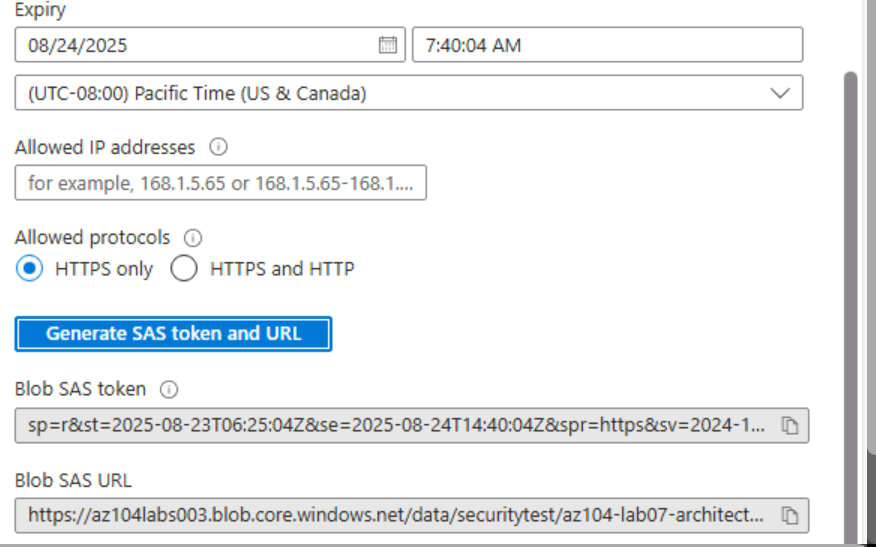 Expiry
08/24/2025 7:40:04 AM
(UTC-08:00) Pacific Time (US & Canada)
Allowed IP addresses
for example, 168.1.5.65 or 168.1.5.65-168.1....
Allowed protocols
HTTPS only HTTPS and HTTP
Generate SAS token and URL
Blob SAS token
sp=r&st=2025-08-23T06:25:04Z&se=2025-08-24T14:40:04Z&spr=https&sv=2024-1...
Blob SAS URL
https://az104labs003.blob.core.windows.net/data/securitytest/az104-lab07-architect...